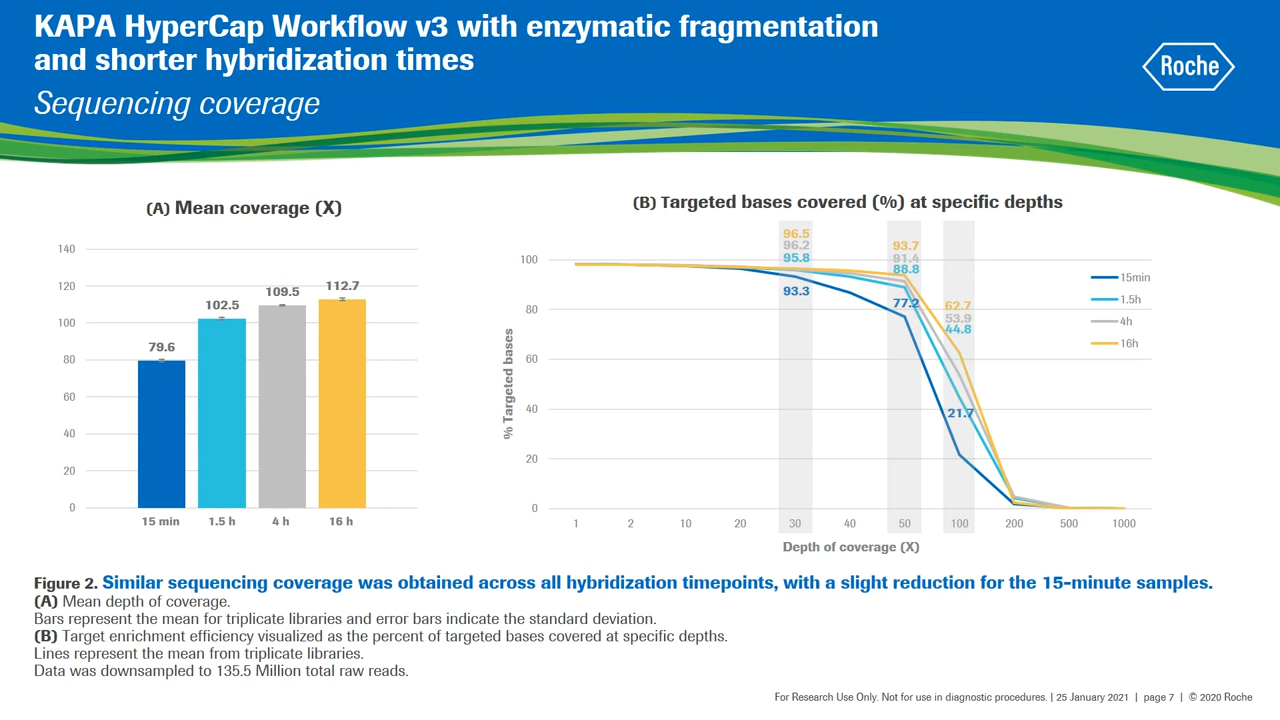 KAPA HyperCap Workflow v3 with enzymatic fragmentation
and shorter hybridization times
Sequencing coverage
Roche
(A) Mean coverage (X)
140
120
100
80
60
40
20
0
79.6
102.5
109.5
112.7
15 min
1.5 h
4 h
16 h
(B) Targeted bases covered (%) at specific depths
% Targeted bases
100
80
60
40
20
0
96.5
96.2
95.8
93.3
93.7
91.4
88.8
77.2
62.7
53.9
44.8
21.7
15min
1.5h
4h
16h
1
2
10
20
30
40
50
100
200
500
1000
Depth of coverage (X)
Figure 2. Similar sequencing coverage was obtained across all hybridization timepoints, with a slight reduction for the 15-minute samples.
(A) Mean depth of coverage.
Bars represent the mean for triplicate libraries and error bars indicate the standard deviation.
(B) Target enrichment efficiency visualized as the percent of targeted bases covered at specific depths.
Lines represent the mean from triplicate libraries.
Data was downsampled to 135.5 Million total raw reads.
For Research Use Only. Not for use in diagnostic procedures. | 25 January 2021 | page 7 | © 2020 Roche